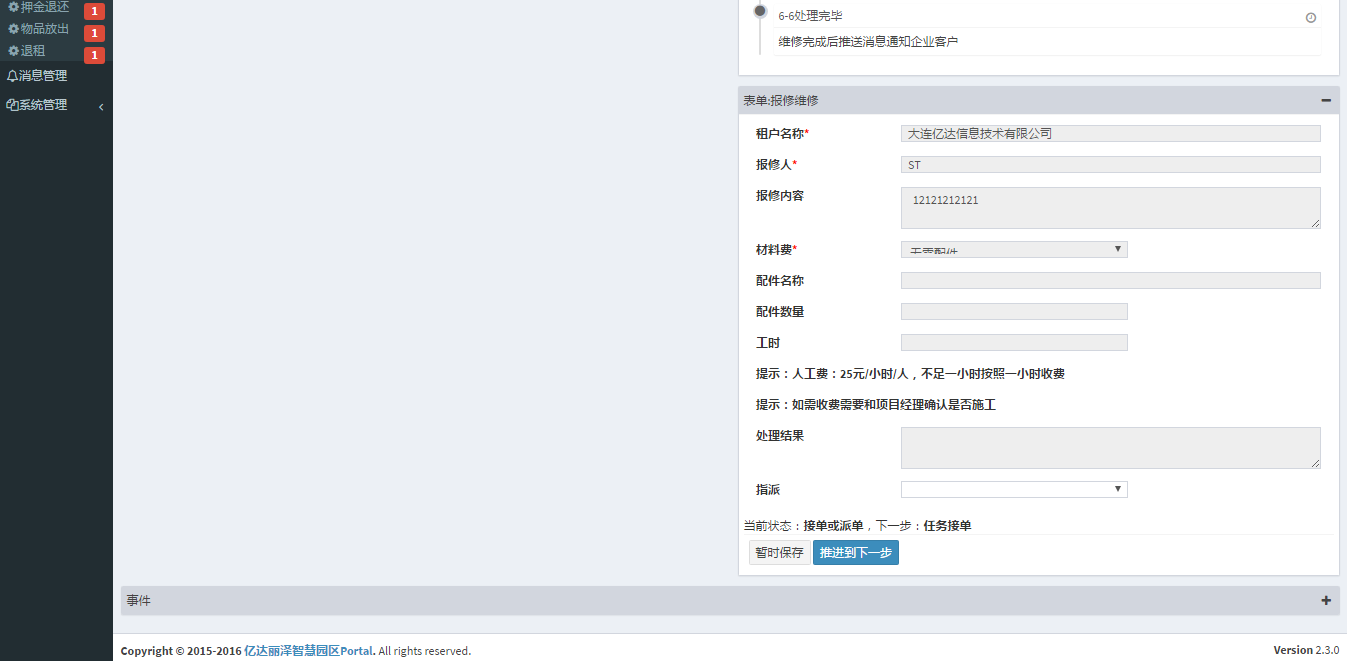 押金退还 1
物品放出 1
退租 1
消息管理
系统管理
6-6处理完毕
维修完成后推送消息通知企业客户
表单:报修维修
租户名称* 大连亿达信息技术有限公司
报修人* ST
报修内容 12121212121
材料费* 无需配件
配件名称
配件数量
工时
提示：人工费：25元/小时/人，不足一小时按照一小时收费
提示：如需收费需要和项目经理确认是否施工
处理结果
指派
当前状态：接单或派单，下一步：任务接单
暂时保存 推进到下一步
事件
Copyright © 2015-2016 亿达丽泽智慧园区Portal. All rights reserved. Version 2.3.0